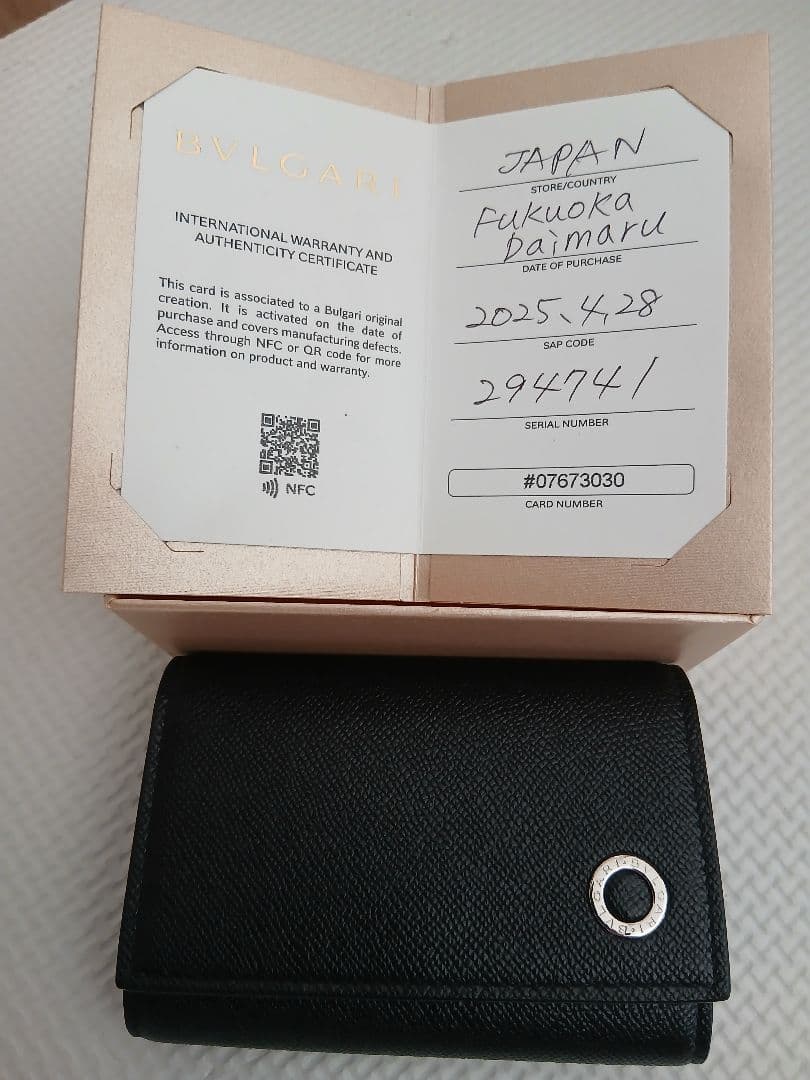 BVLGARI
INTERNATIONAL WARRANTY AND
AUTHENTICITY CERTIFICATE
This card is associated to a Bulgari original
creation. It is activated on the date of
purchase and covers manufacturing defects.
Access through NFC or QR code for more
information on product and warranty.
NFC
JAPAN
STORE/COUNTRY
Fukuoka
Daimaru
DATE OF PURCHASE
2025、4,28
SAP CODE
294741
SERIAL NUMBER
#07673030
CARD NUMBER
BVLGARI•BVLGARI•